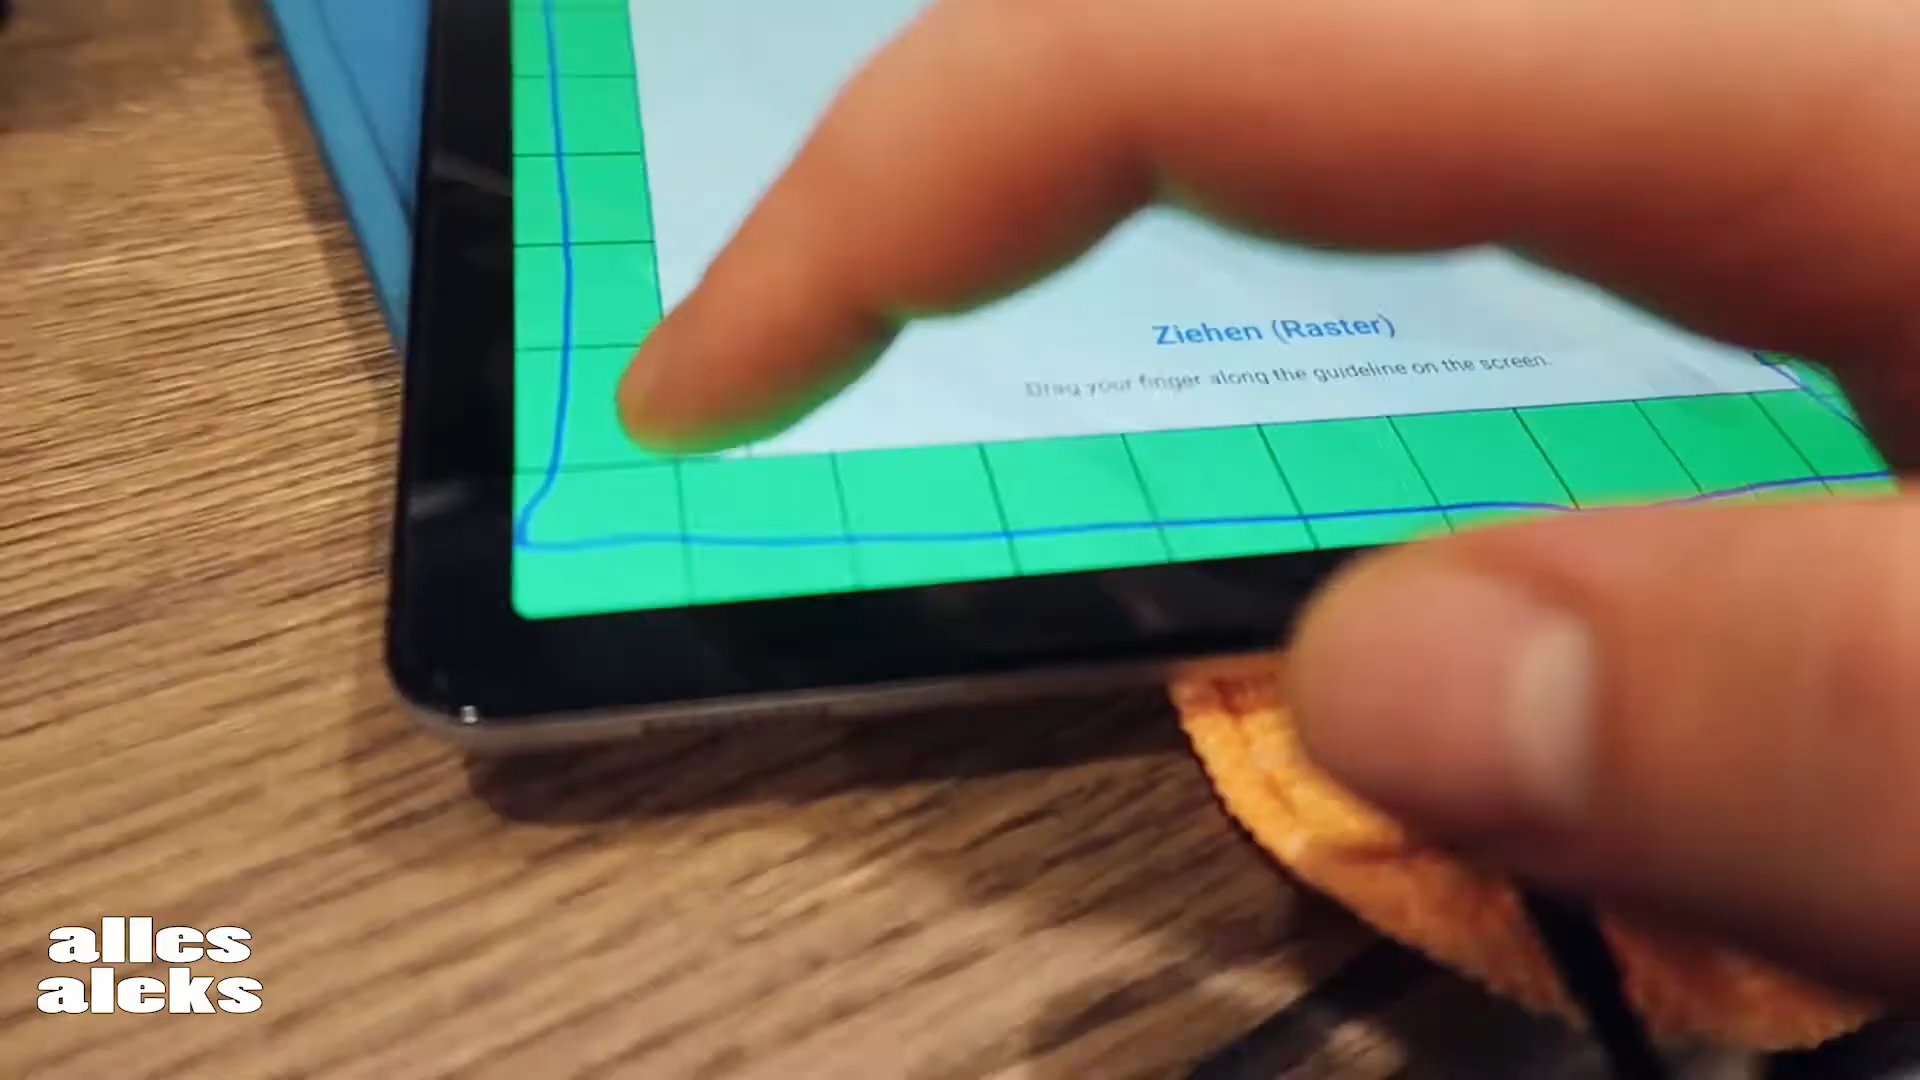 Ziehen (Raster)
Drag your finger along the guideline on the screen.
alles
aleks